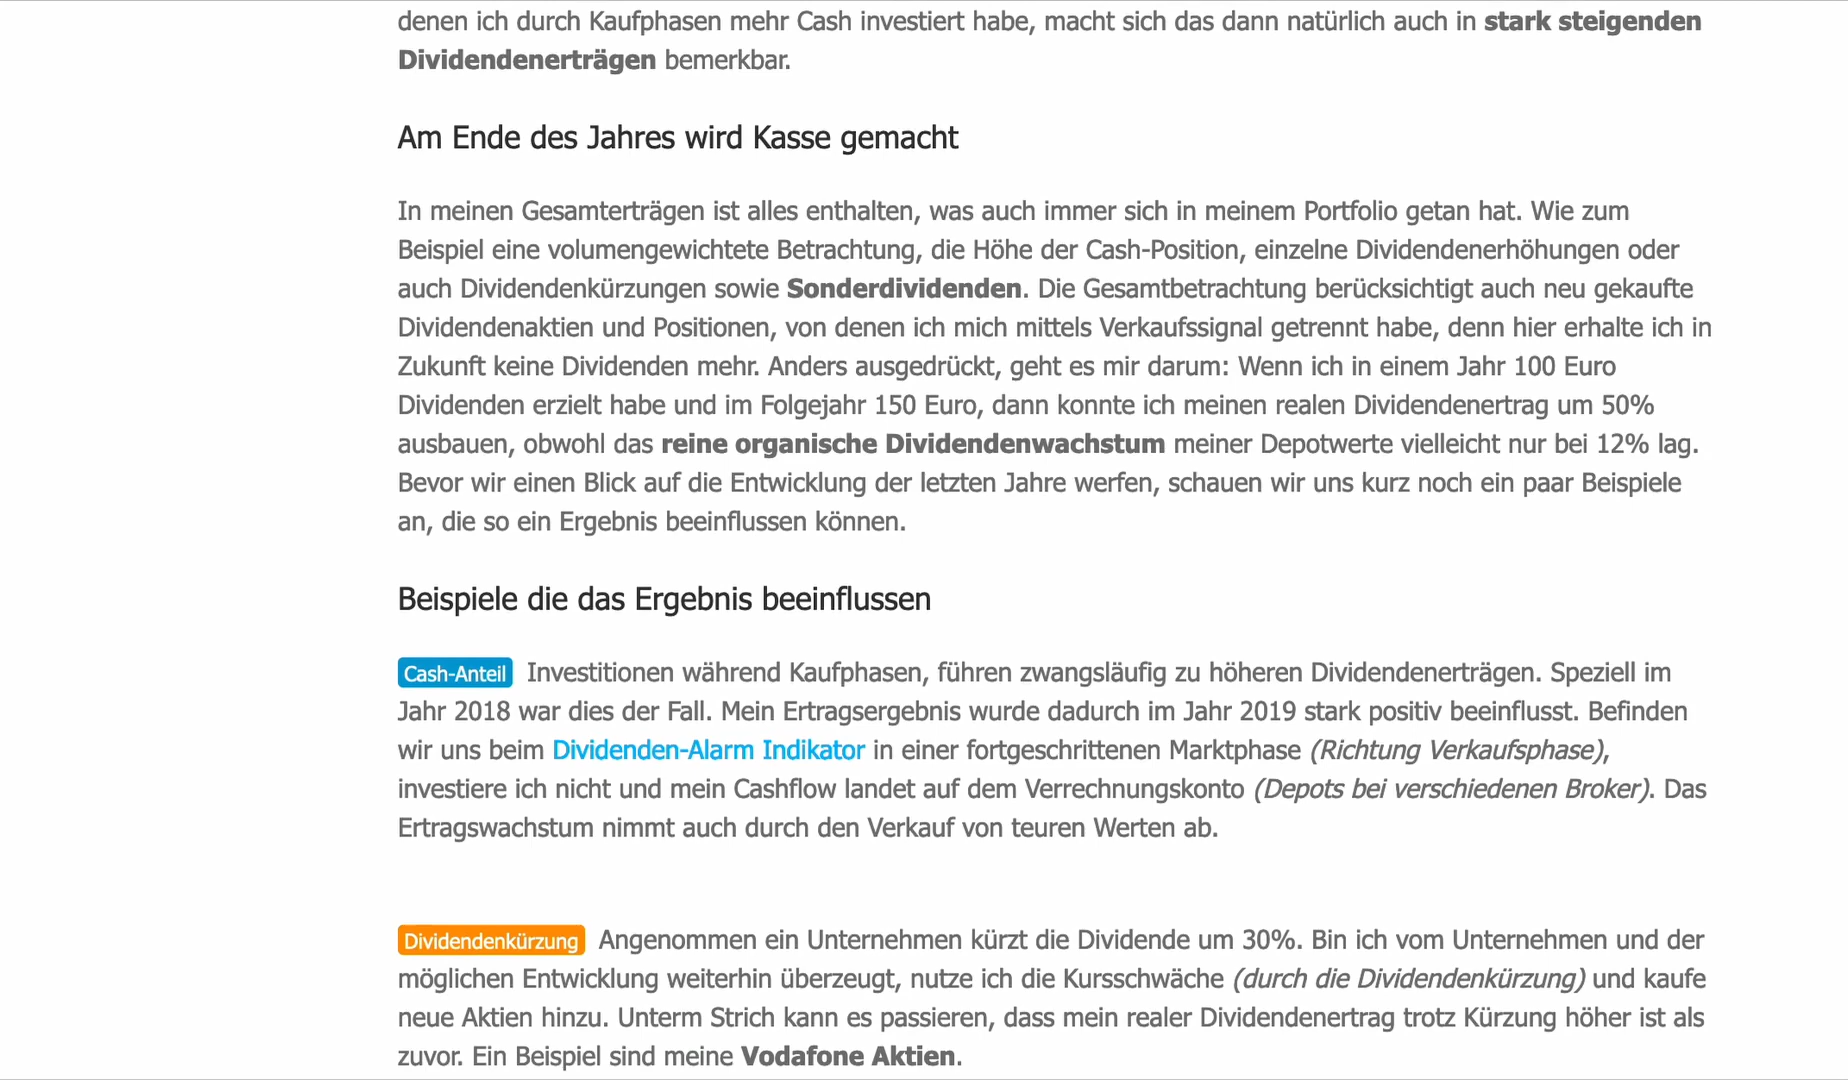 denen ich durch Kaufphasen mehr Cash investiert habe, macht sich das dann natürlich auch in stark steigenden
Dividendenerträgen bemerkbar.
Am Ende des Jahres wird Kasse gemacht
In meinen Gesamterträgen ist alles enthalten, was auch immer sich in meinem Portfolio getan hat. Wie zum
Beispiel eine volumengewichtete Betrachtung, die Höhe der Cash-Position, einzelne Dividendenerhöhungen oder
auch Dividendenkürzungen sowie Sonderdividenden. Die Gesamtbetrachtung berücksichtigt auch neu gekaufte
Dividendenaktien und Positionen, von denen ich mich mittels Verkaufssignal getrennt habe, denn hier erhalte ich in
Zukunft keine Dividenden mehr. Anders ausgedrückt, geht es mir darum: Wenn ich in einem Jahr 100 Euro
Dividenden erzielt habe und im Folgejahr 150 Euro, dann konnte ich meinen realen Dividendenertrag um 50%
ausbauen, obwohl das reine organische Dividendenwachstum meiner Depotwerte vielleicht nur bei 12% lag.
Bevor wir einen Blick auf die Entwicklung der letzten Jahre werfen, schauen wir uns kurz noch ein paar Beispiele
an, die so ein Ergebnis beeinflussen können.
Beispiele die das Ergebnis beeinflussen
Cash-Anteil Investitionen während Kaufphasen, führen zwangsläufig zu höheren Dividendenerträgen. Speziell im
Jahr 2018 war dies der Fall. Mein Ertragsergebnis wurde dadurch im Jahr 2019 stark positiv beeinflusst. Befinden
wir uns beim Dividenden-Alarm Indikator in einer fortgeschrittenen Marktphase (Richtung Verkaufsphase),
investiere ich nicht und mein Cashflow landet auf dem Verrechnungskonto (Depots bei verschiedenen Broker). Das
Ertragswachstum nimmt auch durch den Verkauf von teuren Werten ab.
Dividendenkürzung Angenommen ein Unternehmen kürzt die Dividende um 30%. Bin ich vom Unternehmen und der
möglichen Entwicklung weiterhin überzeugt, nutze ich die Kursschwäche (durch die Dividendenkürzung) und kaufe
neue Aktien hinzu. Unterm Strich kann es passieren, dass mein realer Dividendenertrag trotz Kürzung höher ist als
zuvor. Ein Beispiel sind meine Vodafone Aktien.